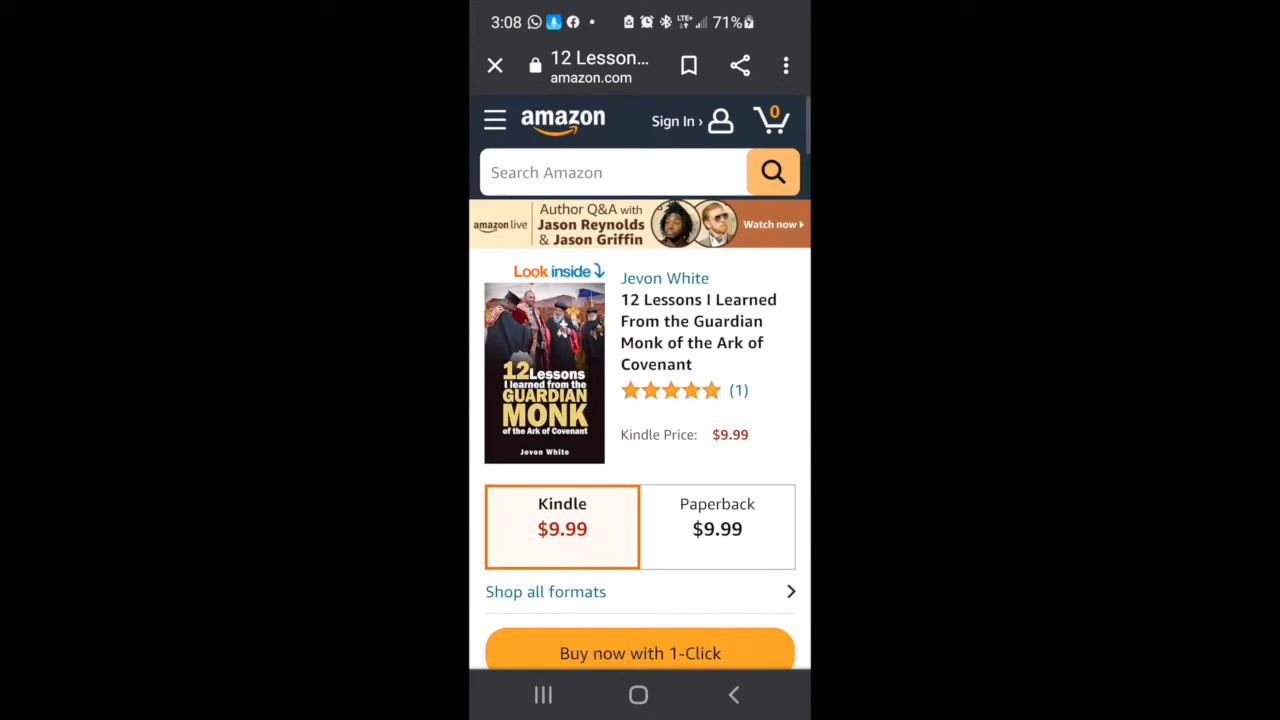 3:08 LTE+ 71%
12 Lesson...
amazon.com
amazon Sign In › 0
Search Amazon
amazon live Author Q&A with Jason Reynolds & Jason Griffin Watch now
Look inside
Jevon White
12 Lessons I Learned
From the Guardian
Monk of the Ark of
Covenant
(1)
Kindle Price: $9.99
12Lessons
I learned from the
GUARDIAN
MONK
of the Ark of Covenant
Jevon White
Kindle
$9.99
Paperback
$9.99
Shop all formats
Buy now with 1-Click